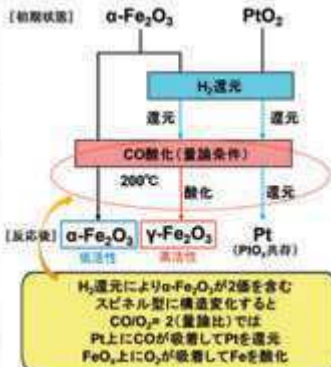 [初期状態] α-Fe2O3 PtO2
H2還元
還元 還元
CO酸化(量論条件)
200℃ 酸化 還元
[反応後] α-Fe2O3 γ-Fe2O3 Pt
低活性 高活性 (PtOx共存)
H2還元によりα-Fe2O3が2価を含む
スピネル型に構造変化すると
CO/O2= 2(量論比)では
Pt上にCOが吸着してPtを還元
FeOx上にO2が吸着してFeを酸化